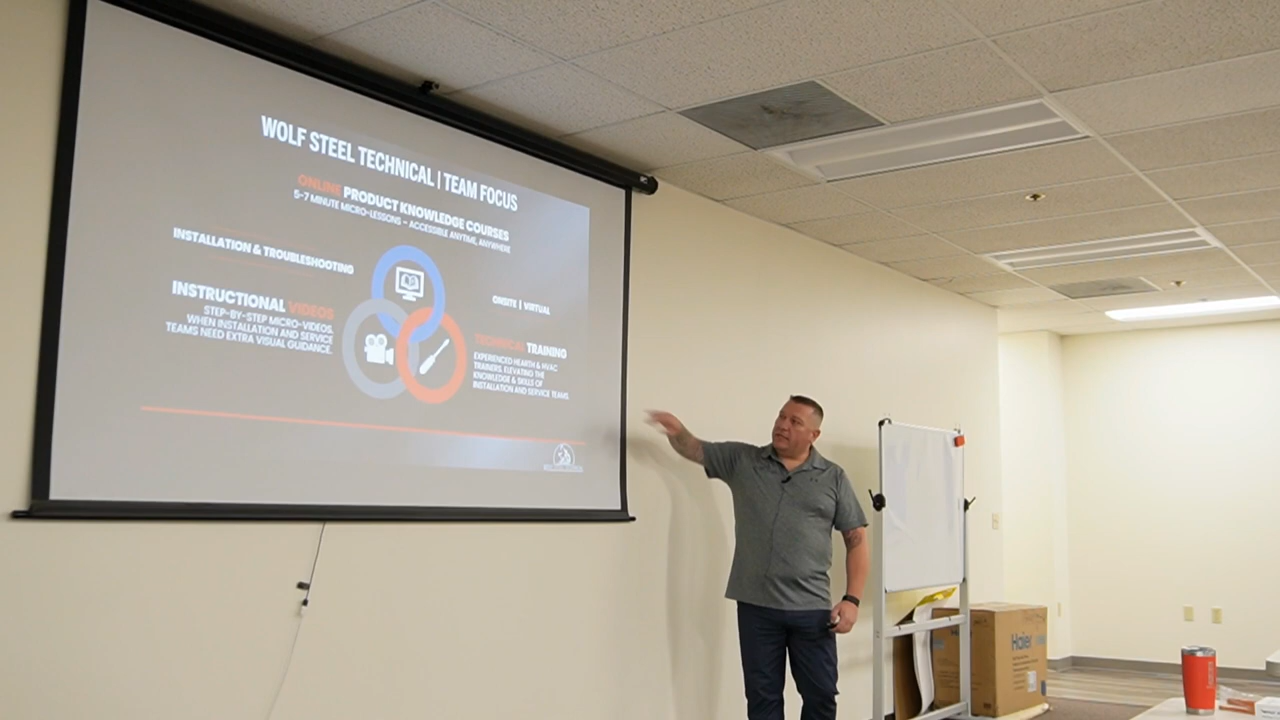 WOLF STEEL TECHNICAL | TEAM FOCUS
ONLINE PRODUCT KNOWLEDGE COURSES
5-7 MINUTE MICRO-LESSONS - ACCESSIBLE ANYTIME, ANYWHERE
INSTALLATION & TROUBLESHOOTING
INSTRUCTIONAL VIDEOS
STEP-BY-STEP MICRO-VIDEOS.
WHEN INSTALLATION AND SERVICE
TEAMS NEED EXTRA VISUAL GUIDANCE.
ONSITE | VIRTUAL
TECHNICAL TRAINING
EXPERIENCED HEARTH & HVAC
TRAINERS. ELEVATING THE
KNOWLEDGE & SKILLS OF
INSTALLATION AND SERVICE TEAMS.
Haier